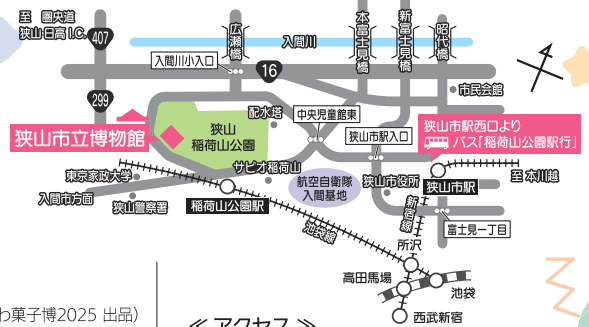 至 圏央道
狭山・日高I.C.
407
299
広瀬橋
入間川
本富士見橋
新富士見橋
昭代橋
入間川小入口
16
市民会館
配水塔
中央児童館東
狭山市駅入口
狭山市駅西口より
バス「稲荷山公園駅行」
狭山市立博物館
狭山
稲荷山公園
東京家政大学
サピオ稲荷山
航空自衛隊
入間基地
狭山市役所
狭山市駅
至 本川越
入間市方面
狭山警察署
稲荷山公園駅
池袋線
新宿線
富士見一丁目
所沢
高田馬場
池袋
西武新宿
わ菓子博2025 出品）
≪ アクセス ≫